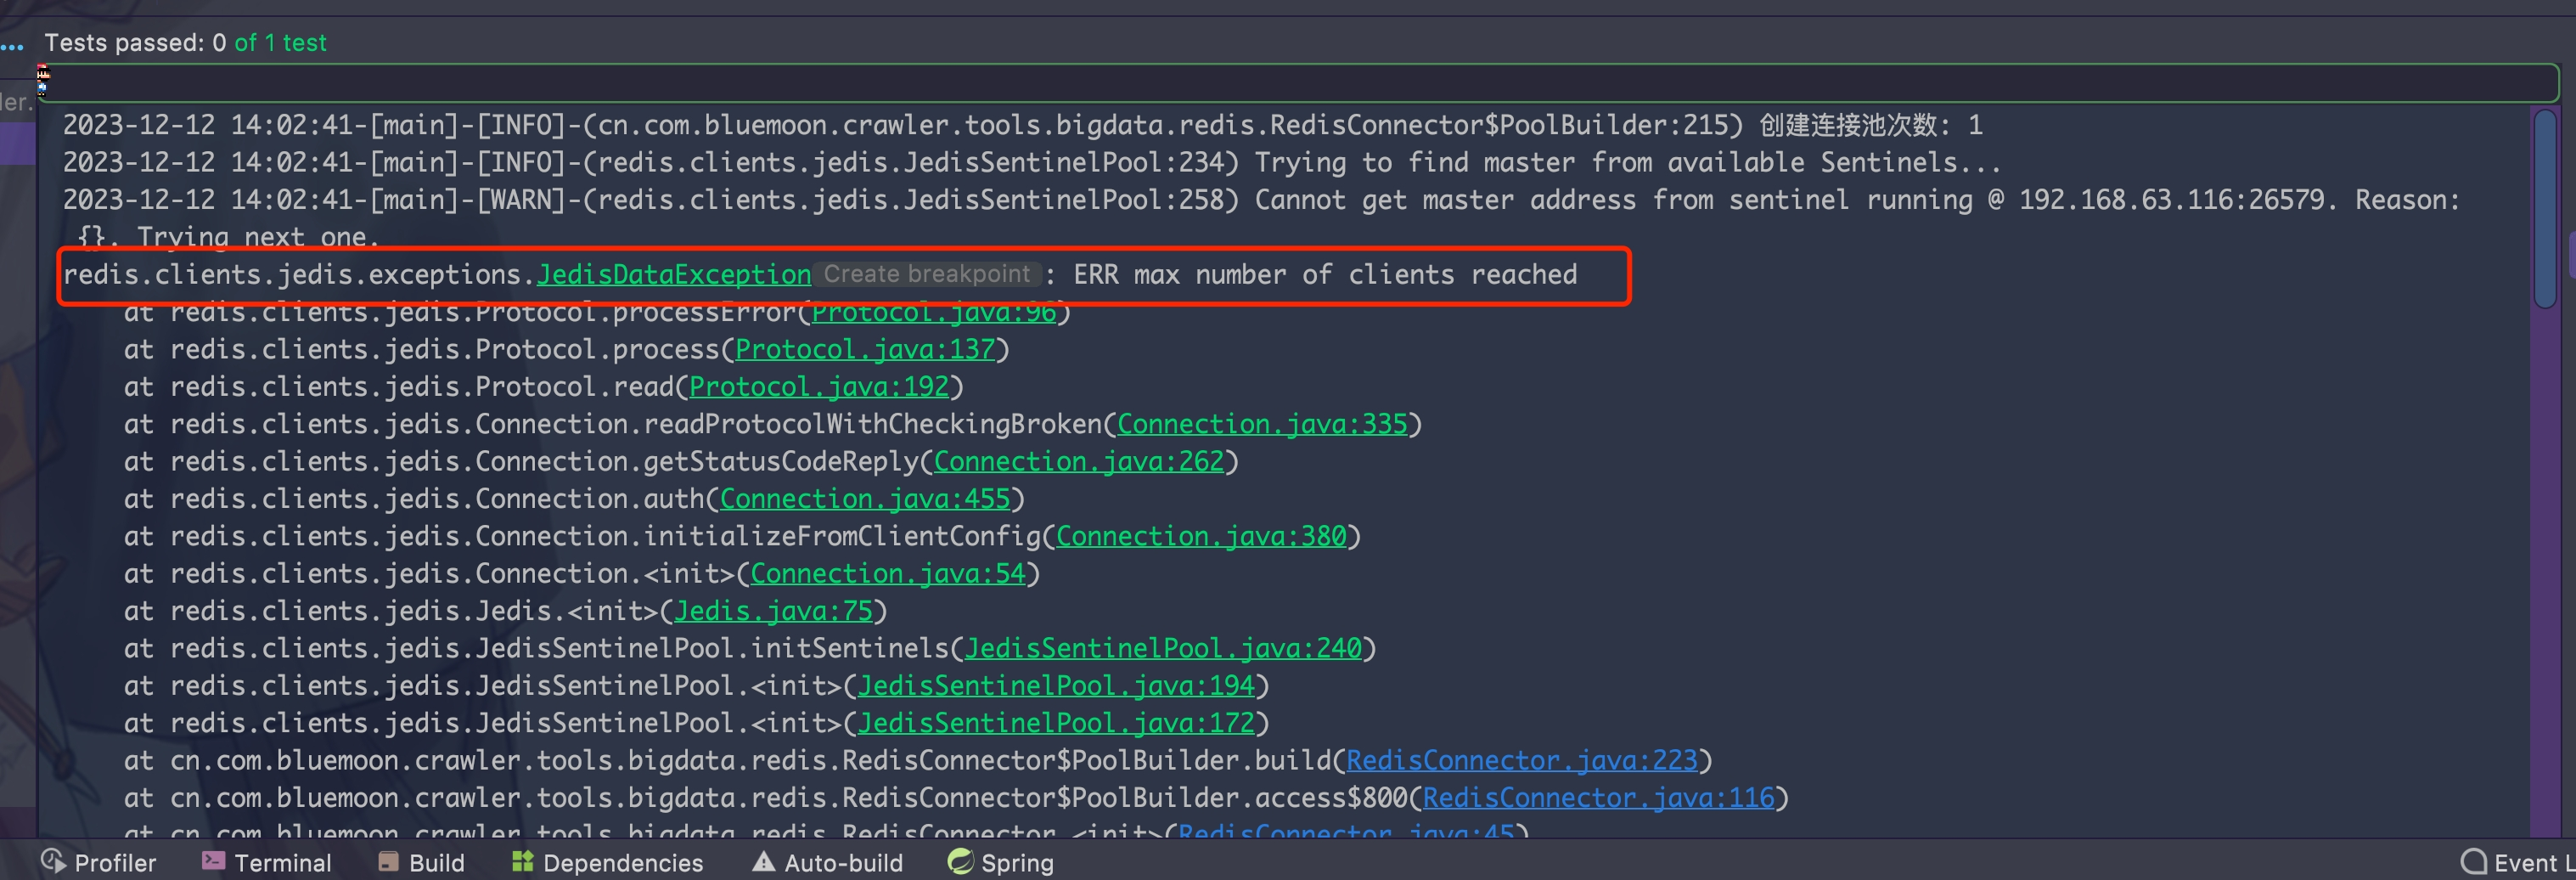 Tests passed: 0 of 1 test
ler.
2023-12-12 14:02:41-[main]-[INFO]-(cn.com.bluemoon.crawler.tools.bigdata.redis.RedisConnector$PoolBuilder:215) 创建连接池次数: 1
2023-12-12 14:02:41-[main]-[INFO]-(redis.clients.jedis.JedisSentinelPool:234) Trying to find master from available Sentinels...
2023-12-12 14:02:41-[main]-[WARN]-(redis.clients.jedis.JedisSentinelPool:258) Cannot get master address from sentinel running @ 192.168.63.116:26579. Reason:
{}. Trying next one.
redis.clients.jedis.exceptions.JedisDataException Create breakpoint : ERR max number of clients reached
at redis.clients.jedis.Protocol.processError(Protocol.java:96)
at redis.clients.jedis.Protocol.process(Protocol.java:137)
at redis.clients.jedis.Protocol.read(Protocol.java:192)
at redis.clients.jedis.Connection.readProtocolWithCheckingBroken(Connection.java:335)
at redis.clients.jedis.Connection.getStatusCodeReply(Connection.java:262)
at redis.clients.jedis.Connection.auth(Connection.java:455)
at redis.clients.jedis.Connection.initializeFromClientConfig(Connection.java:380)
at redis.clients.jedis.Connection.<init>(Connection.java:54)
at redis.clients.jedis.Jedis.<init>(Jedis.java:75)
at redis.clients.jedis.JedisSentinelPool.initSentinels(JedisSentinelPool.java:240)
at redis.clients.jedis.JedisSentinelPool.<init>(JedisSentinelPool.java:194)
at redis.clients.jedis.JedisSentinelPool.<init>(JedisSentinelPool.java:172)
at cn.com.bluemoon.crawler.tools.bigdata.redis.RedisConnector$PoolBuilder.build(RedisConnector.java:223)
at cn.com.bluemoon.crawler.tools.bigdata.redis.RedisConnector$PoolBuilder.access$800(RedisConnector.java:116)
at cn.com.bluemoon.crawler.tools.bigdata.redis.RedisConnector.<init>(RedisConnector.java:45)
Profiler Terminal Build Dependencies Auto-build Spring Event L